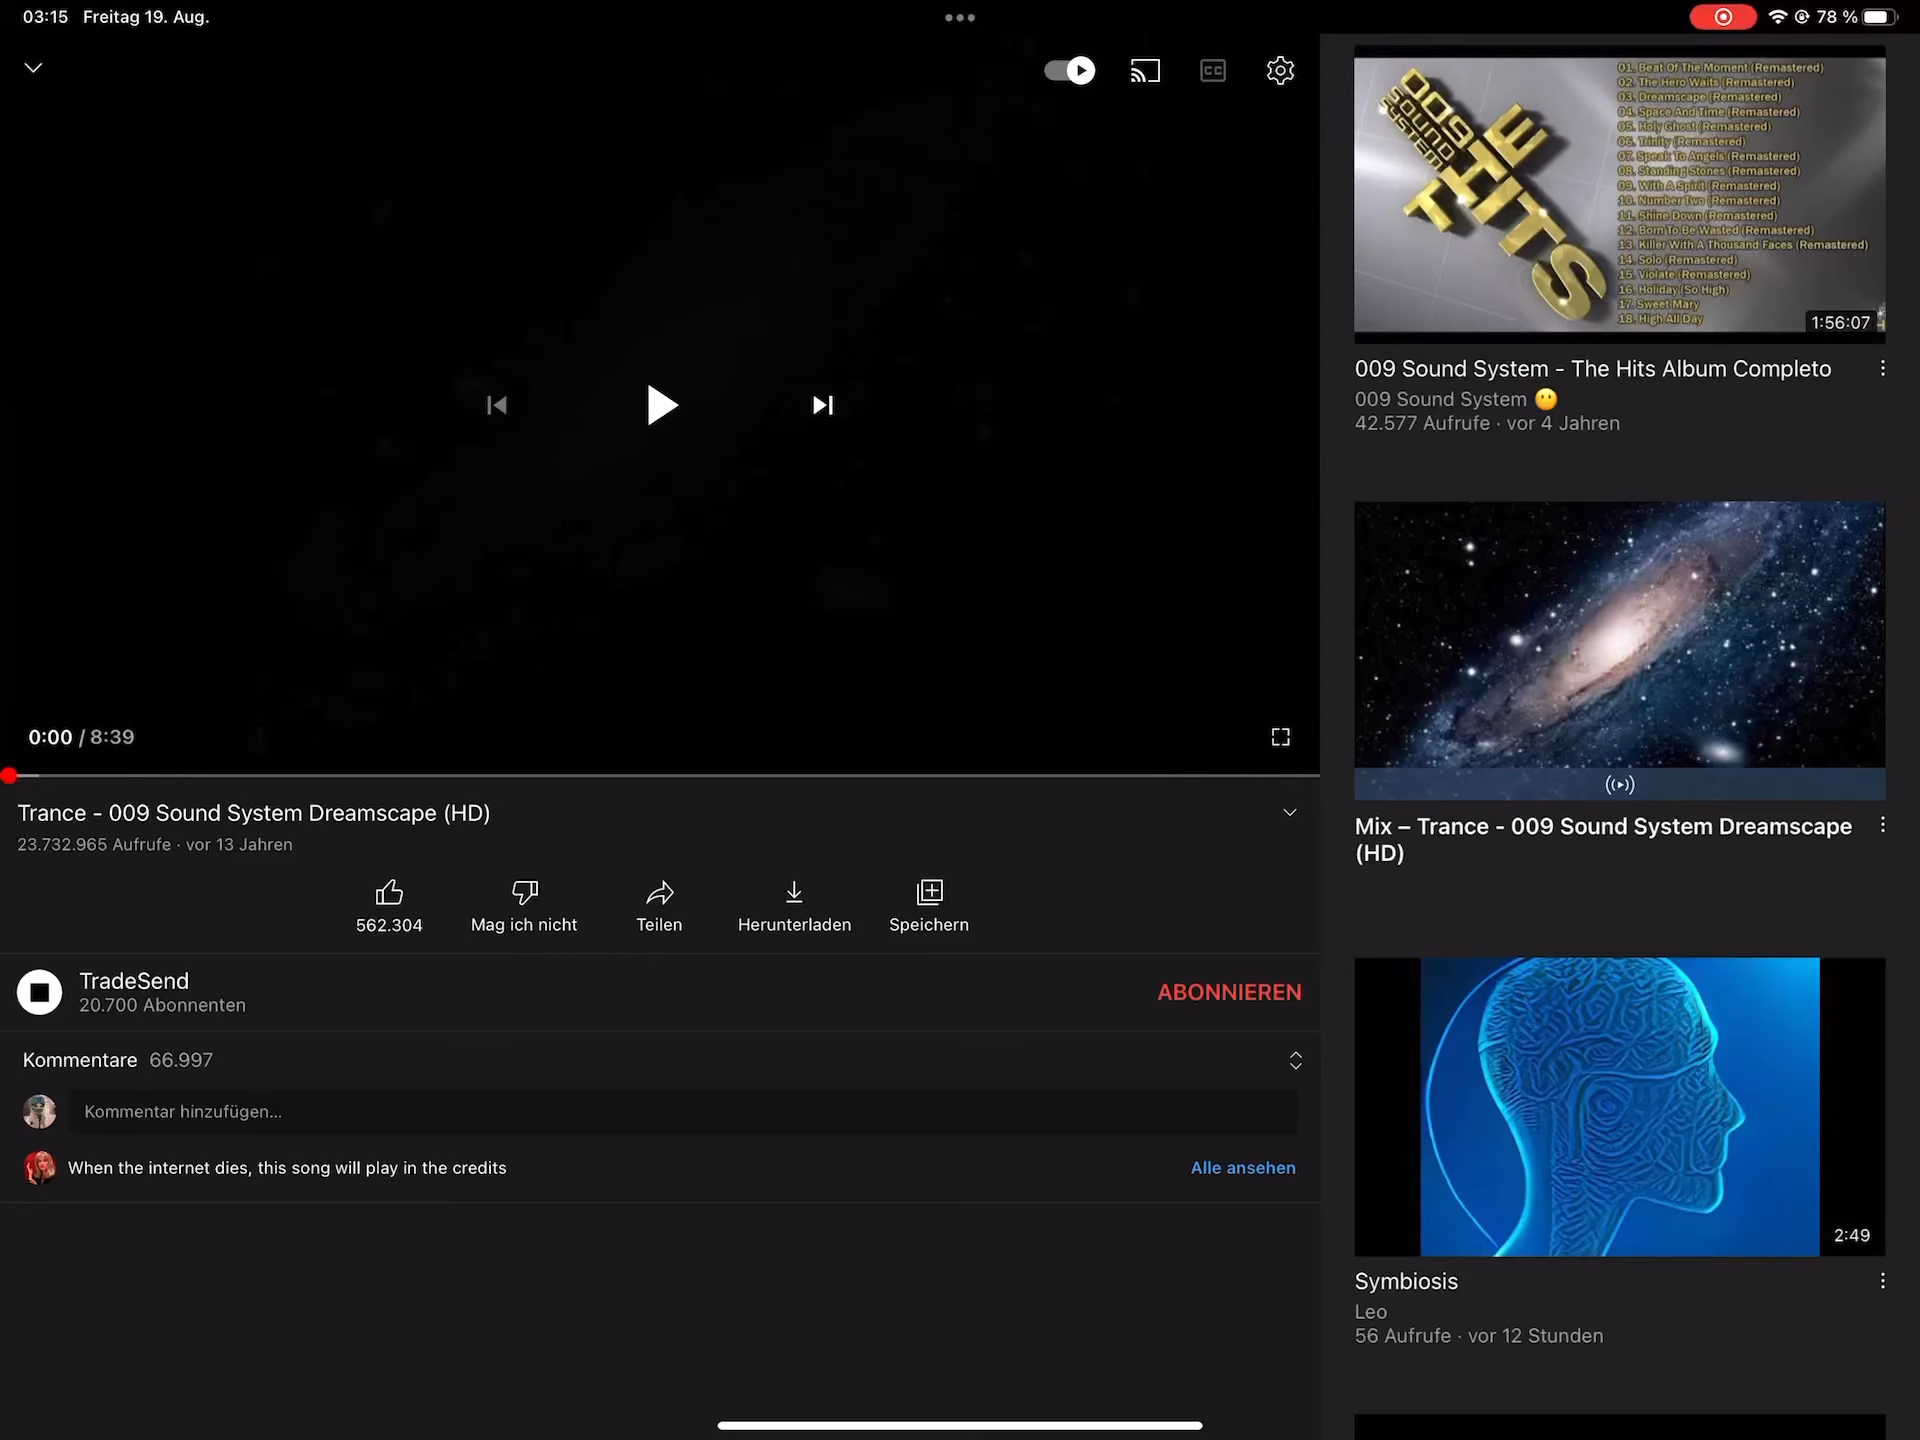 03:15 Freitag 19. Aug.
78 %
0:00 / 8:39
Trance - 009 Sound System Dreamscape (HD)
23.732.965 Aufrufe · vor 13 Jahren
562.304
Mag ich nicht
Teilen
Herunterladen
Speichern
TradeSend
20.700 Abonnenten
ABONNIEREN
Kommentare 66.997
Kommentar hinzufügen...
When the internet dies, this song will play in the credits
Alle ansehen
009
SOUND
SYSTEM
THE
HITS
01. Beat Of The Moment (Remastered)
02. The Hero Waits (Remastered)
03. Dreamscape (Remastered)
04. Space And Time (Remastered)
05. Holy Ghost (Remastered)
06. Trinity (Remastered)
07. Speak To Angels (Remastered)
08. Standing Stones (Remastered)
09. With A Spirit (Remastered)
10. Number Two (Remastered)
11. Shine Down (Remastered)
12. Born To Be Wasted (Remastered)
13. Killer With A Thousand Faces (Remastered)
14. Solo (Remastered)
15. Violate (Remastered)
16. Holiday (So High)
17. Sweet Mary
18. High All Day
1:56:07
009 Sound System - The Hits Album Completo
009 Sound System 😶
42.577 Aufrufe · vor 4 Jahren
Mix – Trance - 009 Sound System Dreamscape
(HD)
2:49
Symbiosis
Leo
56 Aufrufe · vor 12 Stunden